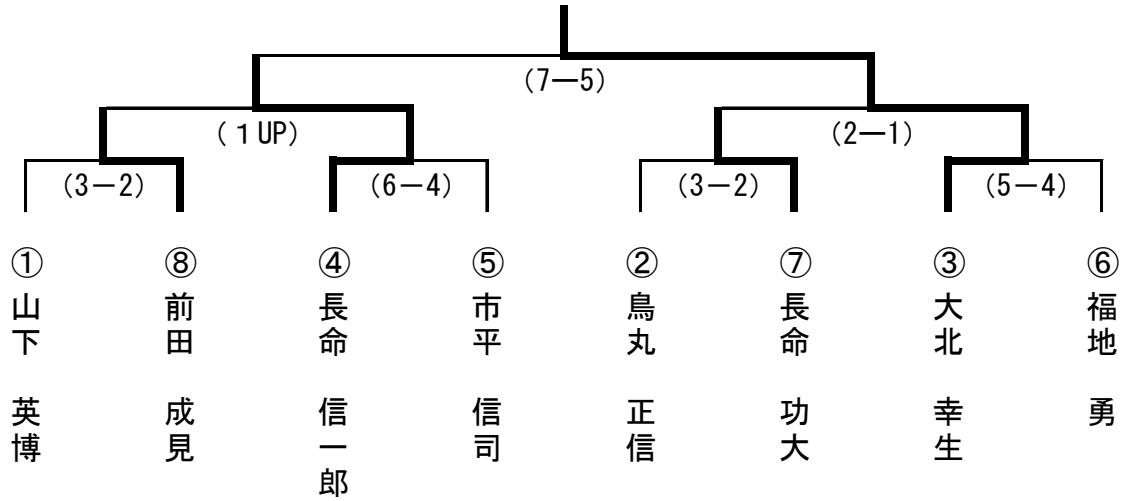 (7―5)
(1UP)
(2―1)
(3―2)
(6―4)
(3―2)
(5―4)
①
山下 英博
⑧
前田 成見
④
長命 信一郎
⑤
市平 信司
②
鳥丸 正信
⑦
長命 功大
③
大北 幸生
⑥
福地 勇